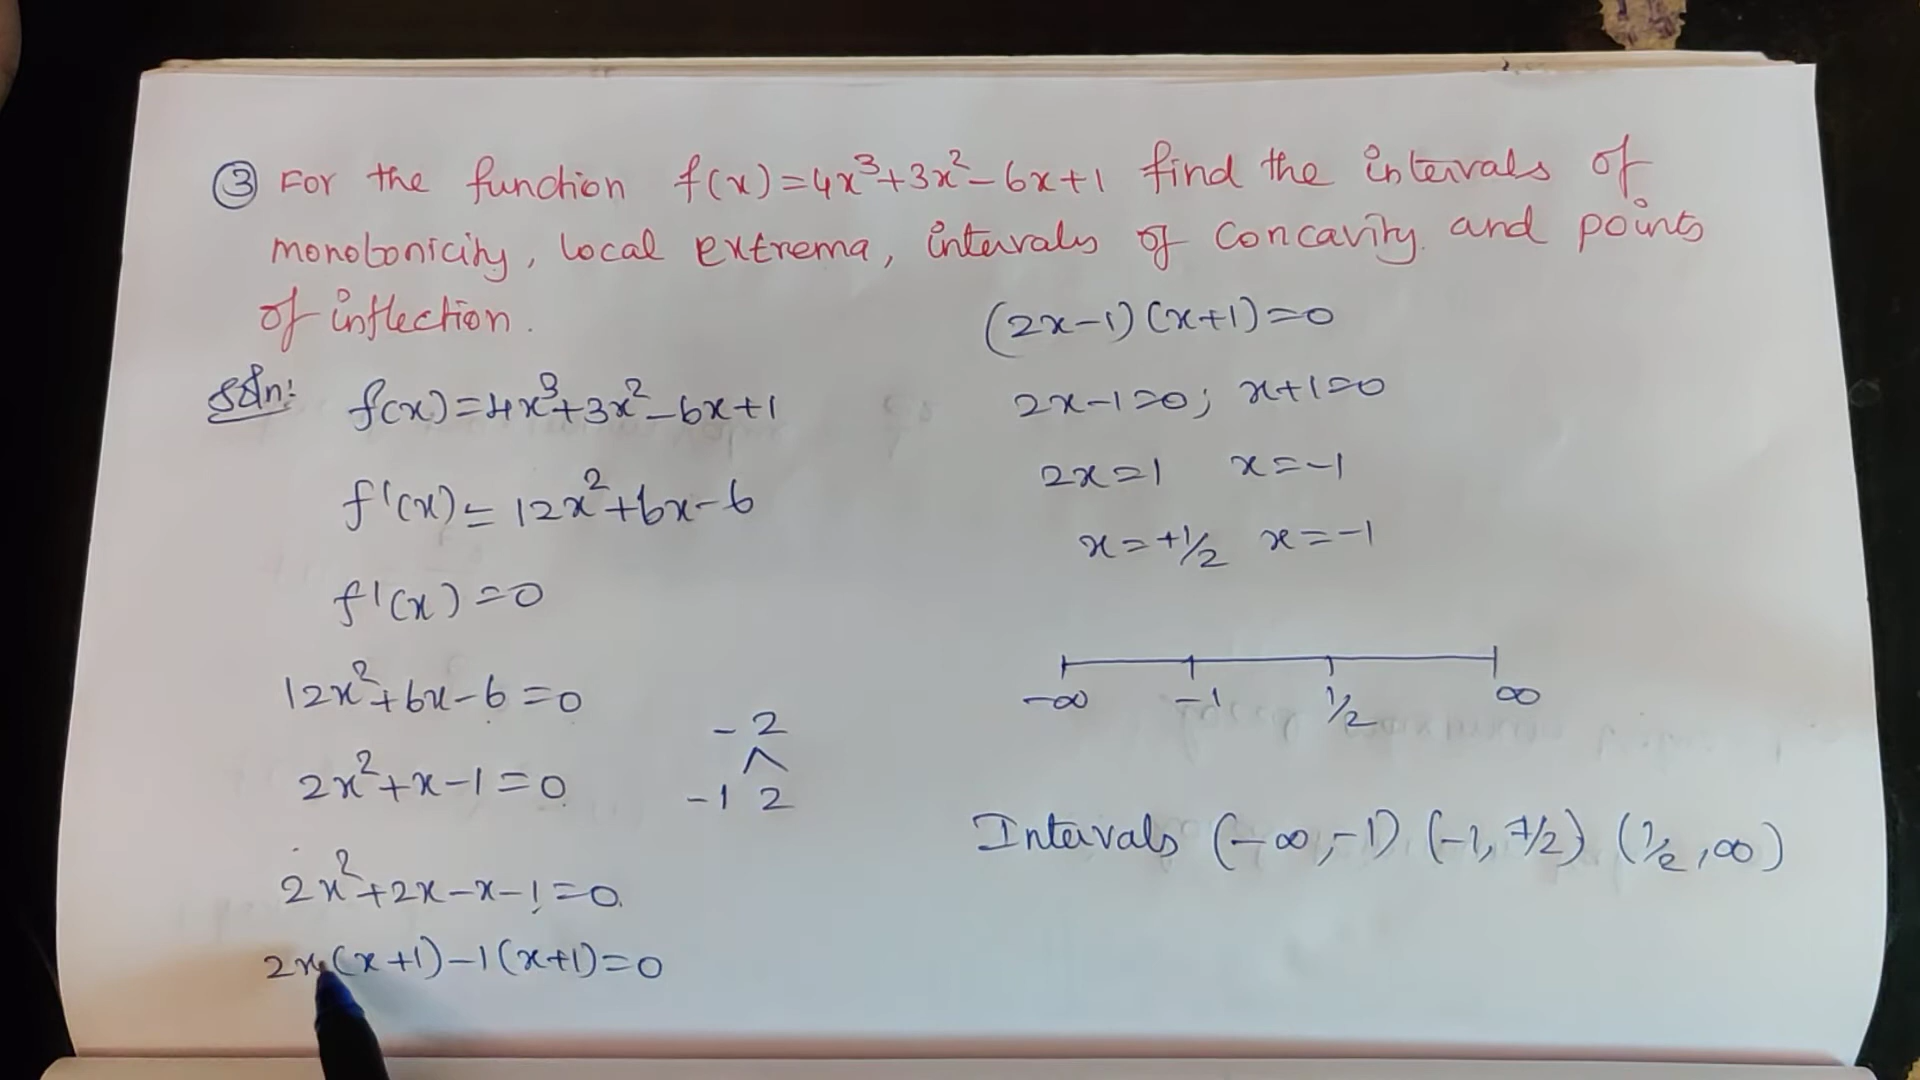 ③ For the function f(x)=4x³+3x²-6x+1 find the intervals of
monotonicity, local extrema, intervals of concavity and points
of inflection.
Soln: f(x)=4x³+3x²-6x+1
f'(x)=12x²+6x-6
f'(x)=0
12x²+6x-6=0
2x²+x-1=0
-2
-1 2
2x²+2x-x-1=0
2x(x+1)-1(x+1)=0
(2x-1)(x+1)=0
2x-1=0; x+1=0
2x=1 x=-1
x=+1/2 x=-1
-∞ -1 1/2 ∞
Intervals (-∞,-1) (-1, 1/2) (1/2,∞)